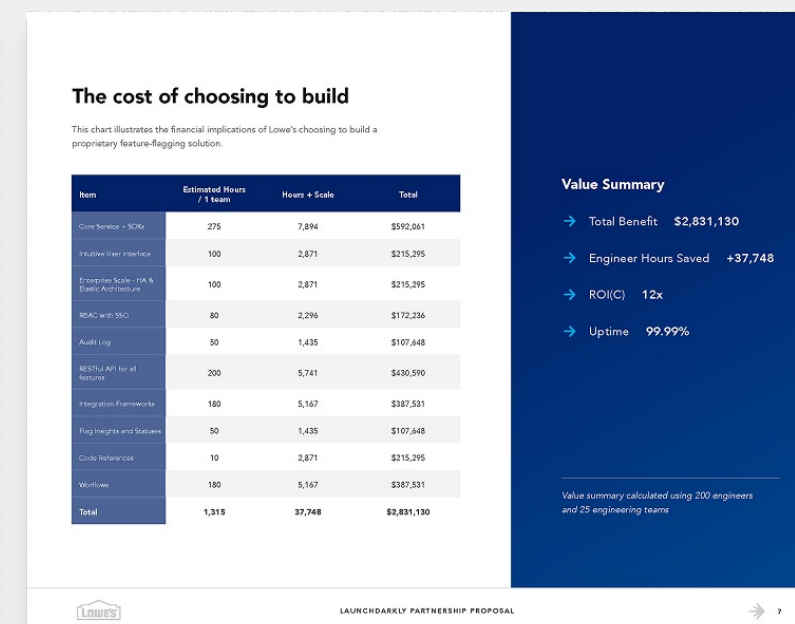 The cost of choosing to build
This chart illustrates the financial implications of Lowe's choosing to build a
proprietary feature-flagging solution.
Item
Estimated Hours
/ 1 team
Hours + Scale
Total
Core Service + SDKs 275 7,894 $592,061
Intuitive User Interface 100 2,871 $215,295
Enterprise Scale - HA &
Elastic Architecture 100 2,871 $215,295
RBAC with SSO 80 2,296 $172,236
Audit Log 50 1,435 $107,648
RESTful API for all
features 200 5,741 $430,590
Integration Frameworks 180 5,167 $387,531
Flag Insights and Statuses 50 1,435 $107,648
Code References 10 2,871 $215,295
Worflows 180 5,167 $387,531
Total 1,315 37,748 $2,831,130
Value Summary
Total Benefit $2,831,130
Engineer Hours Saved +37,748
ROI(C) 12x
Uptime 99.99%
Value summary calculated using 200 engineers
and 25 engineering teams
LOWE'S
LAUNCHDARKLY PARTNERSHIP PROPOSAL
7